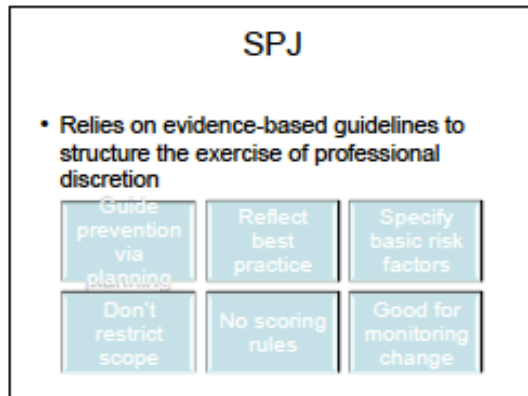 SPJ
• Relies on evidence-based guidelines to
structure the exercise of professional
discretion
Guide
prevention
via
planning
Reflect
best
practice
Specify
basic risk
factors
Don't
restrict
scope
No scoring
rules
Good for
monitoring
change